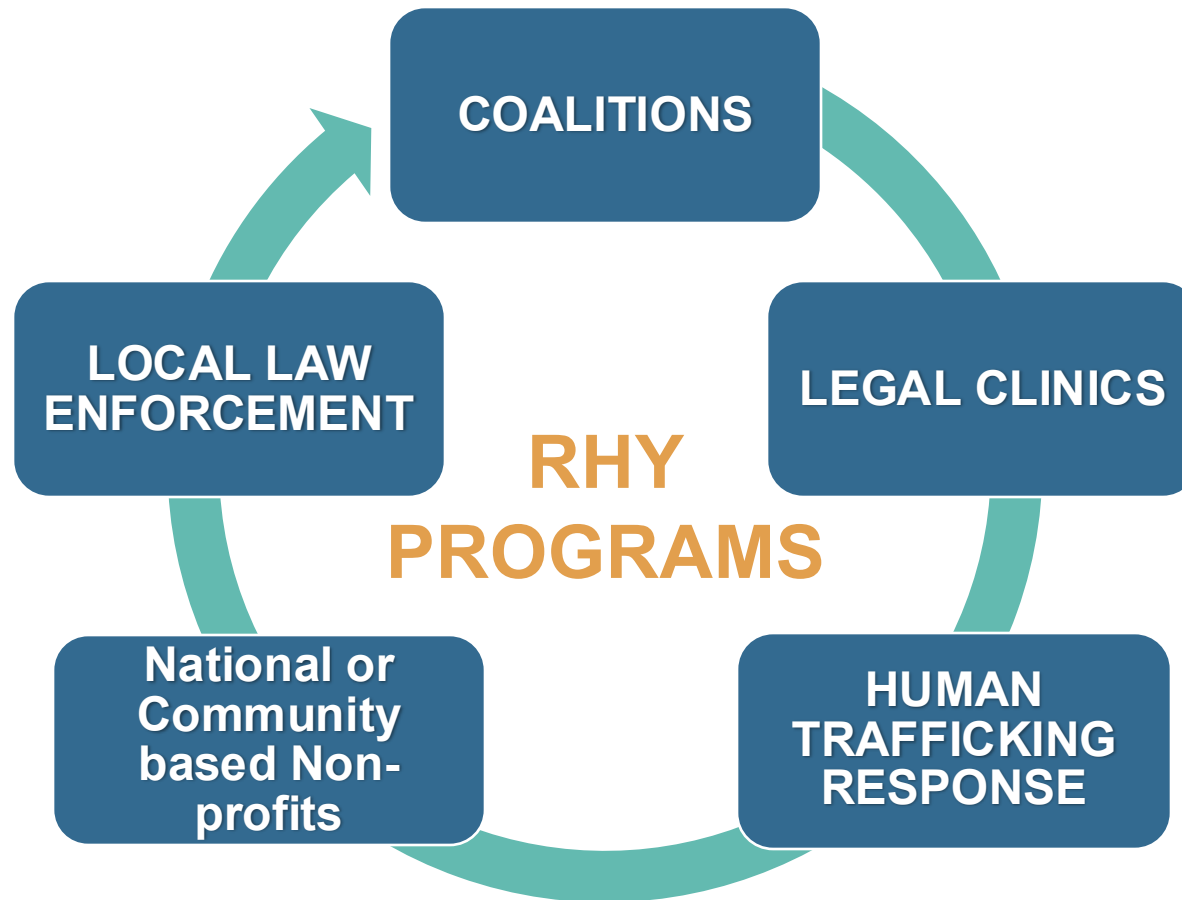 COALITIONS
LEGAL CLINICS
HUMAN
TRAFFICKING
RESPONSE
National or
Community
based Non-
profits
LOCAL LAW
ENFORCEMENT
RHY
PROGRAMS